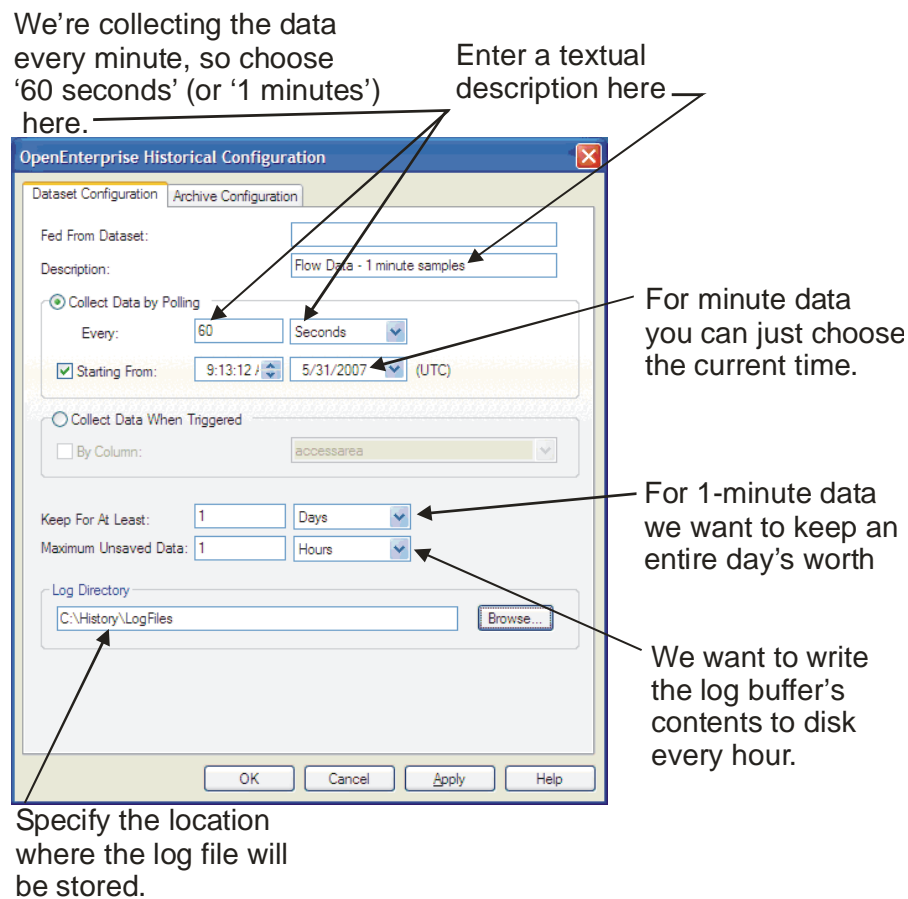 We're collecting the data
every minute, so choose
'60 seconds' (or '1 minutes')
here.
Enter a textual
description here
OpenEnterprise Historical Configuration
Dataset Configuration
Archive Configuration
Fed From Dataset:
Description:
Flow Data - 1 minute samples
Collect Data by Polling
Every:
60
Seconds
Starting From:
9:13:12 A
5/31/2007
(UTC)
For minute data
you can just choose
the current time.
Collect Data When Triggered
By Column:
accessarea
Keep For At Least:
1
Days
Maximum Unsaved Data:
1
Hours
For 1-minute data
we want to keep an
entire day's worth
Log Directory
C:\History\LogFiles
Browse...
We want to write
the log buffer's
contents to disk
every hour.
OK
Cancel
Apply
Help
Specify the location
where the log file will
be stored.